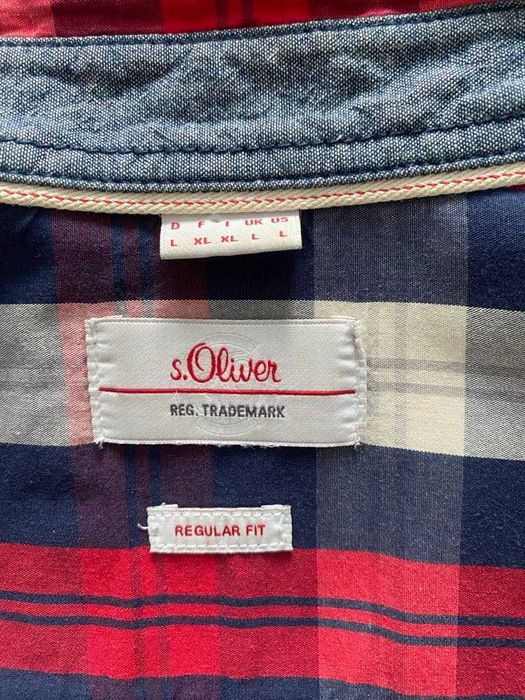 D F I UK US
L XL XL L L
s.Oliver
REG. TRADEMARK
REGULAR FIT